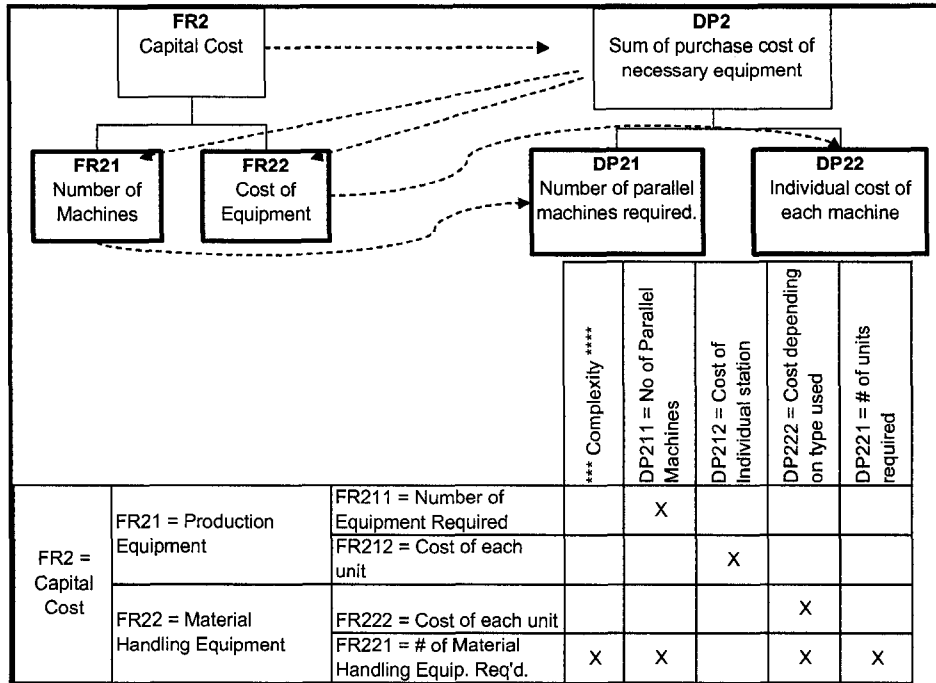 FR2
Capital Cost
DP2
Sum of purchase cost of
necessary equipment
FR21
Number of
Machines
FR22
Cost of
Equipment
DP21
Number of parallel
machines required.
DP22
Individual cost of
each machine
*** Complexity ****
DP211 = No of Parallel
Machines
DP212 = Cost of
Individual station
DP222 = Cost depending
on type used
DP221 = # of units
required
FR2 =
Capital
Cost
FR21 = Production
Equipment
FR211 = Number of
Equipment Required
X
FR212 = Cost of each
unit
X
FR22 = Material
Handling Equipment
FR222 = Cost of each unit
X
FR221 = # of Material
Handling Equip. Req'd.
X X X X